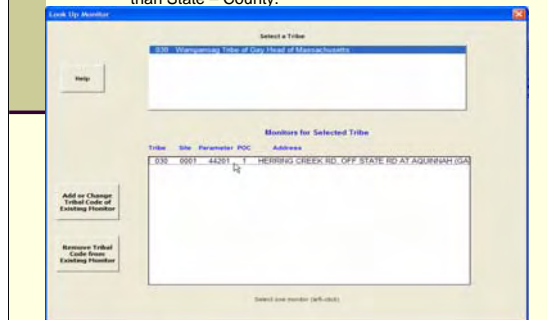 than State – County.
Look Up Monitor
Select a Tribe
030 Wampanoag Tribe of Gay Head of Massachusetts
Help
Monitors for Selected Tribe
Tribe Site Parameter POC Address
030 0001 44201 1 HERRING CREEK RD, OFF STATE RD AT AQUINNAH (GA
Add or Change
Tribal Code of
Existing Monitor
Remove Tribal
Code from
Existing Monitor
Select one monitor (left-click)